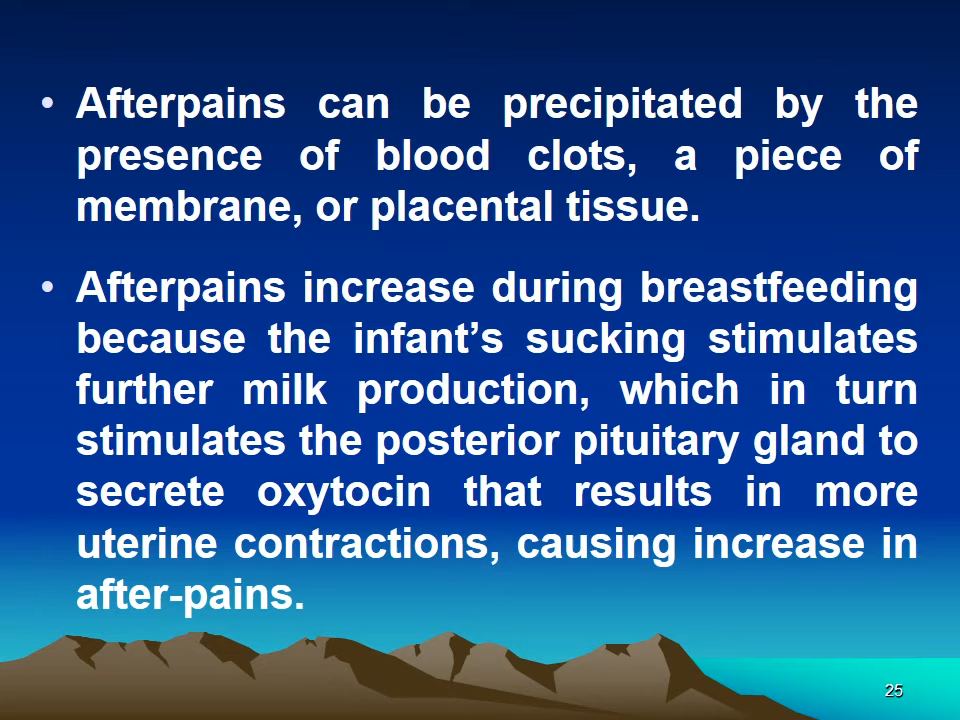 • Afterpains can be precipitated by the
presence of blood clots, a piece of
membrane, or placental tissue.
• Afterpains increase during breastfeeding
because the infant’s sucking stimulates
further milk production, which in turn
stimulates the posterior pituitary gland to
secrete oxytocin that results in more
uterine contractions, causing increase in
after-pains.
25